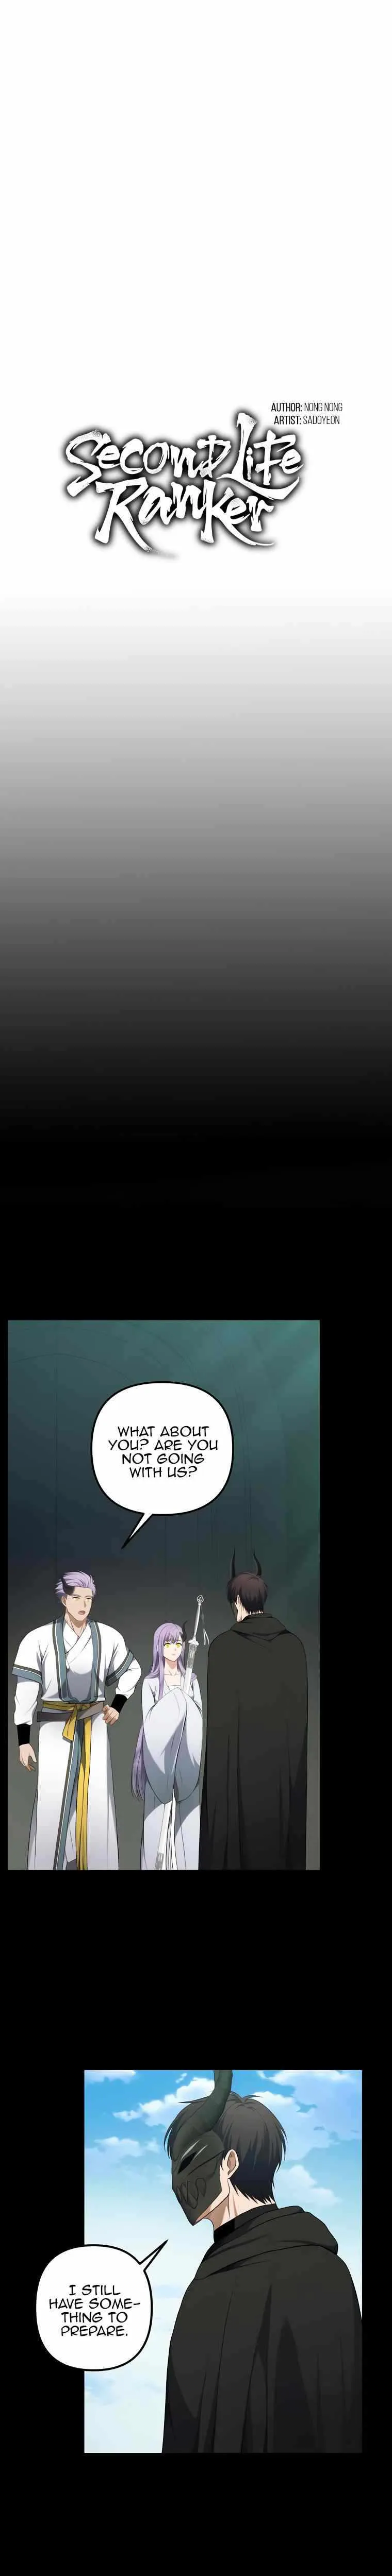 AUTHOR: NONG NONG
ARTIST: SADOYEON
Second Life
Ranker
WHAT ABOUT
YOU? ARE YOU
NOT GOING
WITH US?
I STILL
HAVE SOME-
THING TO
PREPARE.